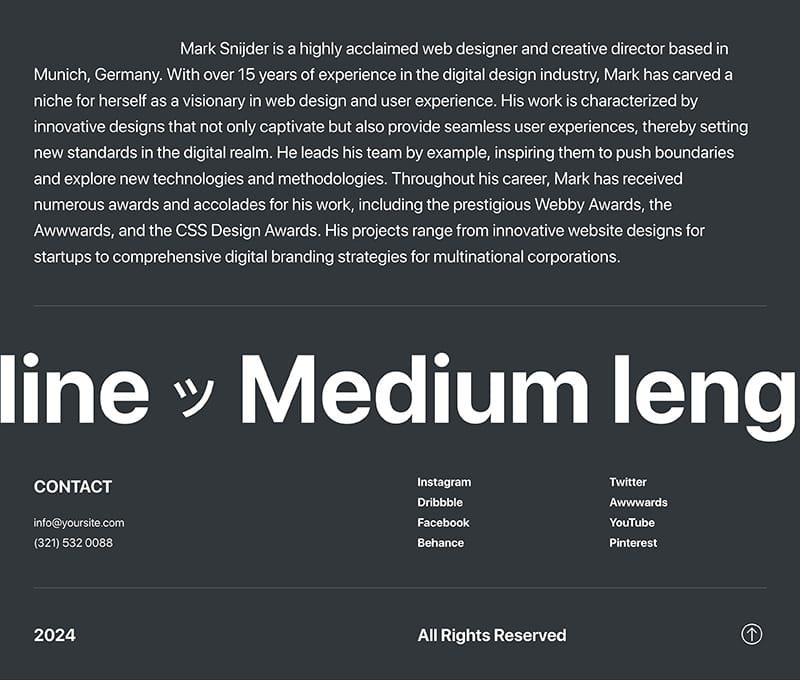 Mark Snijder is a highly acclaimed web designer and creative director based in
Munich, Germany. With over 15 years of experience in the digital design industry, Mark has carved a
niche for herself as a visionary in web design and user experience. His work is characterized by
innovative designs that not only captivate but also provide seamless user experiences, thereby setting
new standards in the digital realm. He leads his team by example, inspiring them to push boundaries
and explore new technologies and methodologies. Throughout his career, Mark has received
numerous awards and accolades for his work, including the prestigious Webby Awards, the
Awwwards, and the CSS Design Awards. His projects range from innovative website designs for
startups to comprehensive digital branding strategies for multinational corporations.
line ッ Medium leng
CONTACT
info@yoursite.com
(321) 532 0088
Instagram
Dribbble
Facebook
Behance
Twitter
Awwwards
YouTube
Pinterest
2024
All Rights Reserved